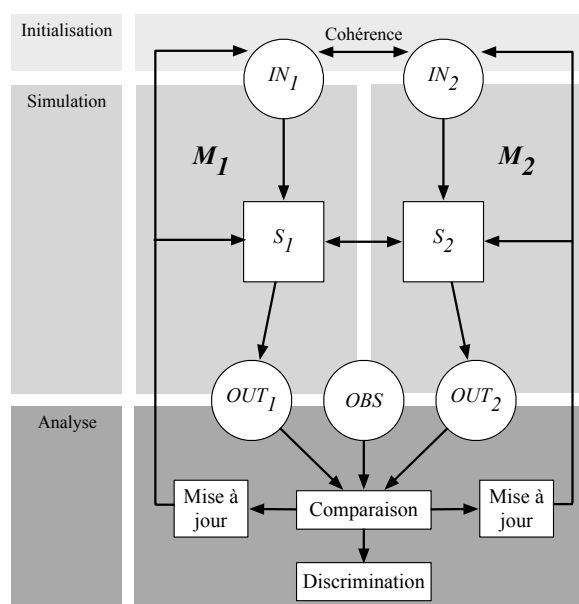 Initialisation
Cohérence
IN1
IN2
Simulation
M1
M2
S1
S2
OUT1
OBS
OUT2
Analyse
Mise à
jour
Comparaison
Mise à
jour
Discrimination